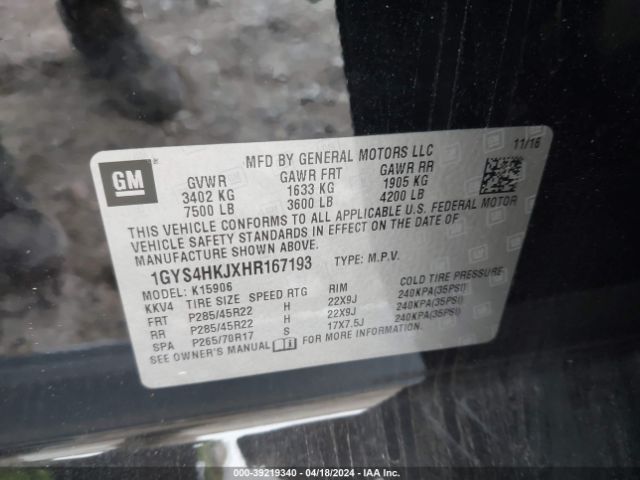 GM
MFD BY GENERAL MOTORS LLC 11/16
GVWR GAWR FRT GAWR RR
3402 KG 1633 KG 1905 KG
7500 LB 3600 LB 4200 LB
THIS VEHICLE CONFORMS TO ALL APPLICABLE U.S. FEDERAL MOTOR
VEHICLE SAFETY STANDARDS IN EFFECT ON THE DATE OF
MANUFACTURE SHOWN ABOVE.
1GYS4HKJXHR167193 TYPE: M.P.V.
MODEL: K15906
KKV4 TIRE SIZE SPEED RTG RIM COLD TIRE PRESSURE
FRT P285/45R22 H 22X9J 240KPA(35PSI)
RR P285/45R22 H 22X9J 240KPA(35PSI)
SPA P265/70R17 S 17X7.5J 240KPA(35PSI)
SEE OWNER'S MANUAL FOR MORE INFORMATION.
000-39219340 - 04/18/2024 - IAA Inc.